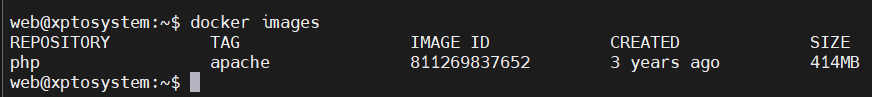 web@xptosystem:~$ docker images
REPOSITORY TAG IMAGE ID CREATED SIZE
php apache 811269837652 3 years ago 414MB
web@xptosystem:~$